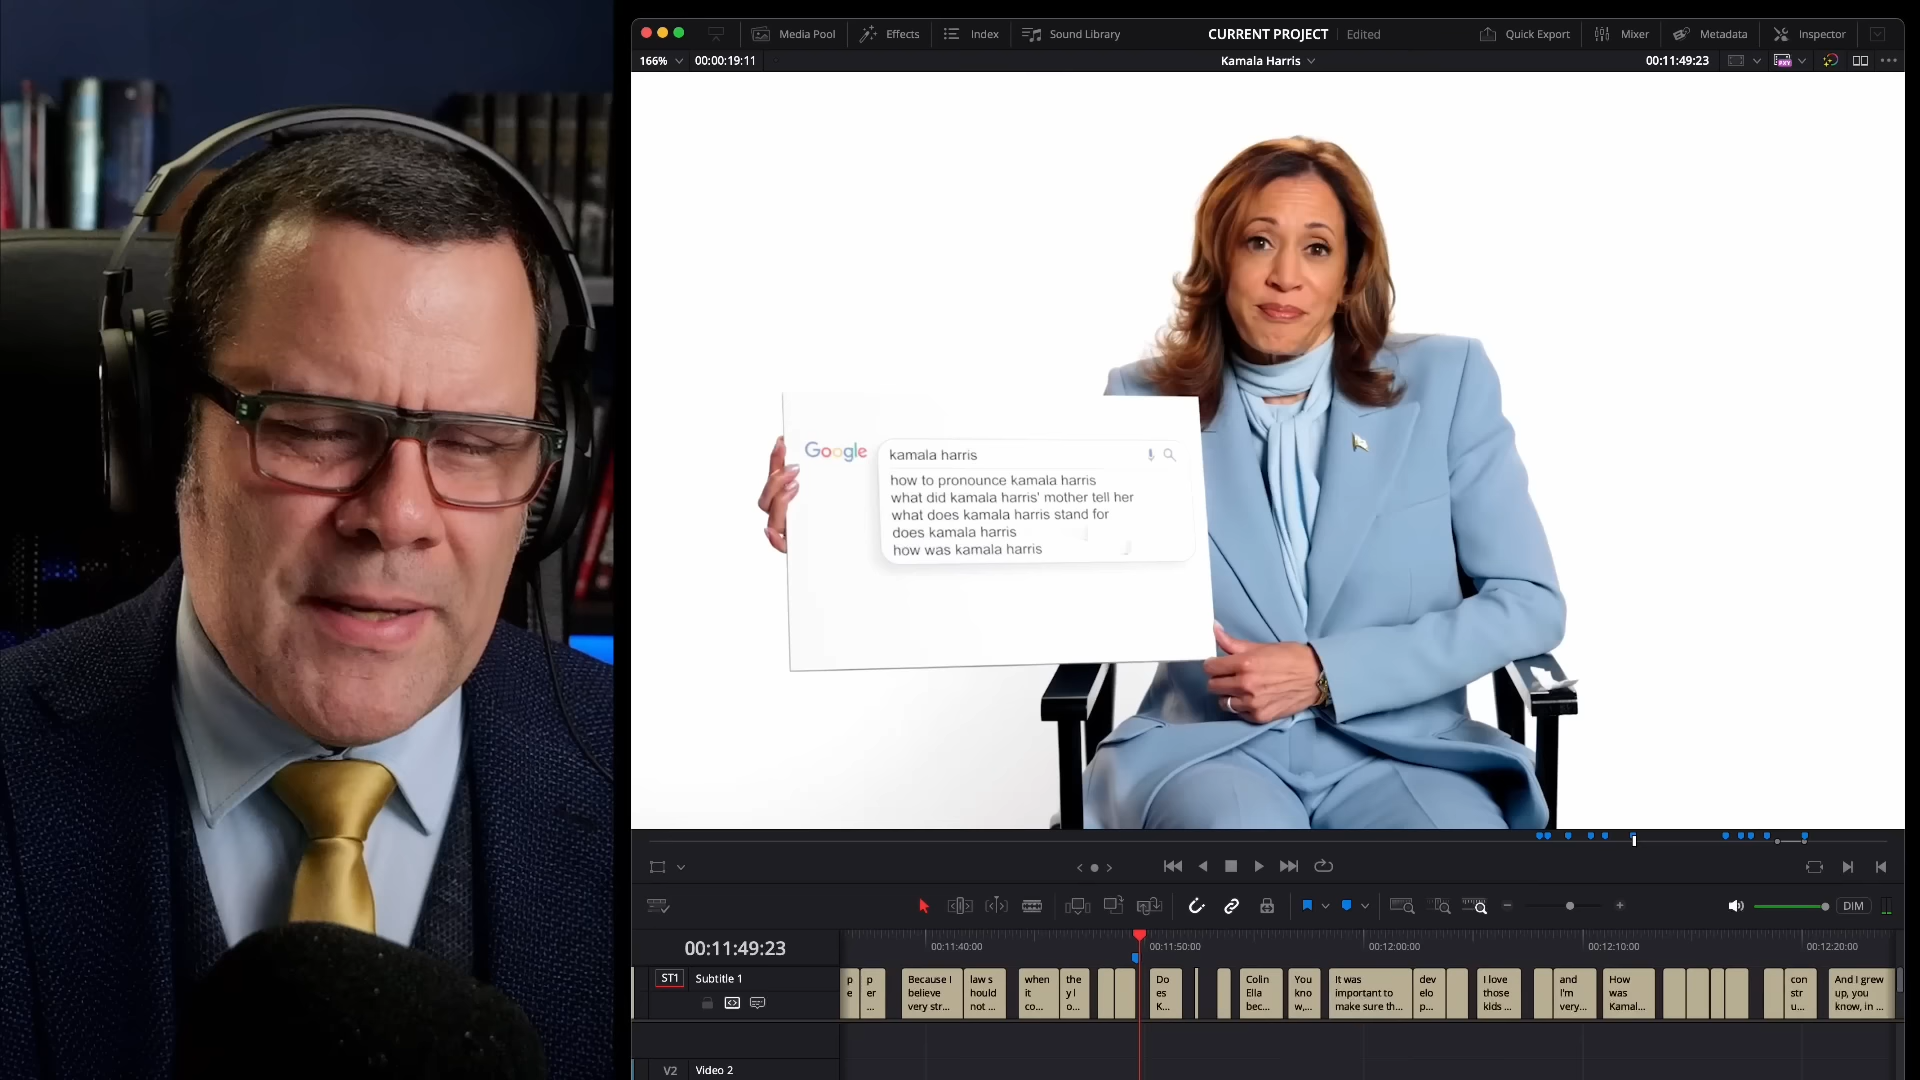 Media Pool
Effects
Index
Sound Library
CURRENT PROJECT
Edited
Quick Export
Mixer
Metadata
Inspector
166%
00:00:19:11
Kamala Harris
00:11:49:23
Google
kamala harris
how to pronounce kamala harris
what did kamala harris' mother tell her
what does kamala harris stand for
does kamala harris
how was kamala harris
DIM
00:11:49:23
00:11:40:00
00:11:50:00
00:12:00:00
00:12:10:00
00:12:20:00
ST1
Subtitle 1
p
e
p
er
...
Because I
believe
very str...
law s
hould
not ...
when
it
co...
the
y l
o...
Do
es
K...
Colin
Ella
bec...
You
kno
w,...
It was
important to
make sure th...
dev
elo
p...
I love
those
kids ...
and
I'm
very...
How
was
Kamal...
con
str
u...
And I grew
up, you
know, in ...
V2
Video 2